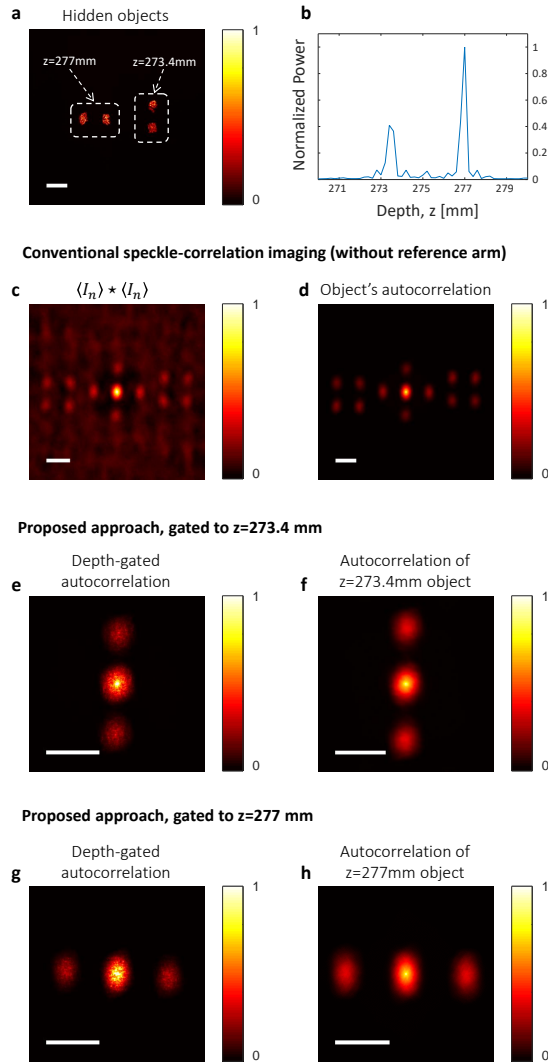 a
Hidden objects
z=277mm
z=273.4mm
1
0
b
Normalized Power
1
0.8
0.6
0.4
0.2
0
271
273
275
277
279
Depth, z [mm]
Conventional speckle-correlation imaging (without reference arm)
c
⟨Iₙ⟩ ⋆ ⟨Iₙ⟩
1
0
d
Object's autocorrelation
1
0
Proposed approach, gated to z=273.4 mm
e
Depth-gated
autocorrelation
1
0
f
Autocorrelation of
z=273.4mm object
1
0
Proposed approach, gated to z=277 mm
g
Depth-gated
autocorrelation
1
0
h
Autocorrelation of
z=277mm object
1
0